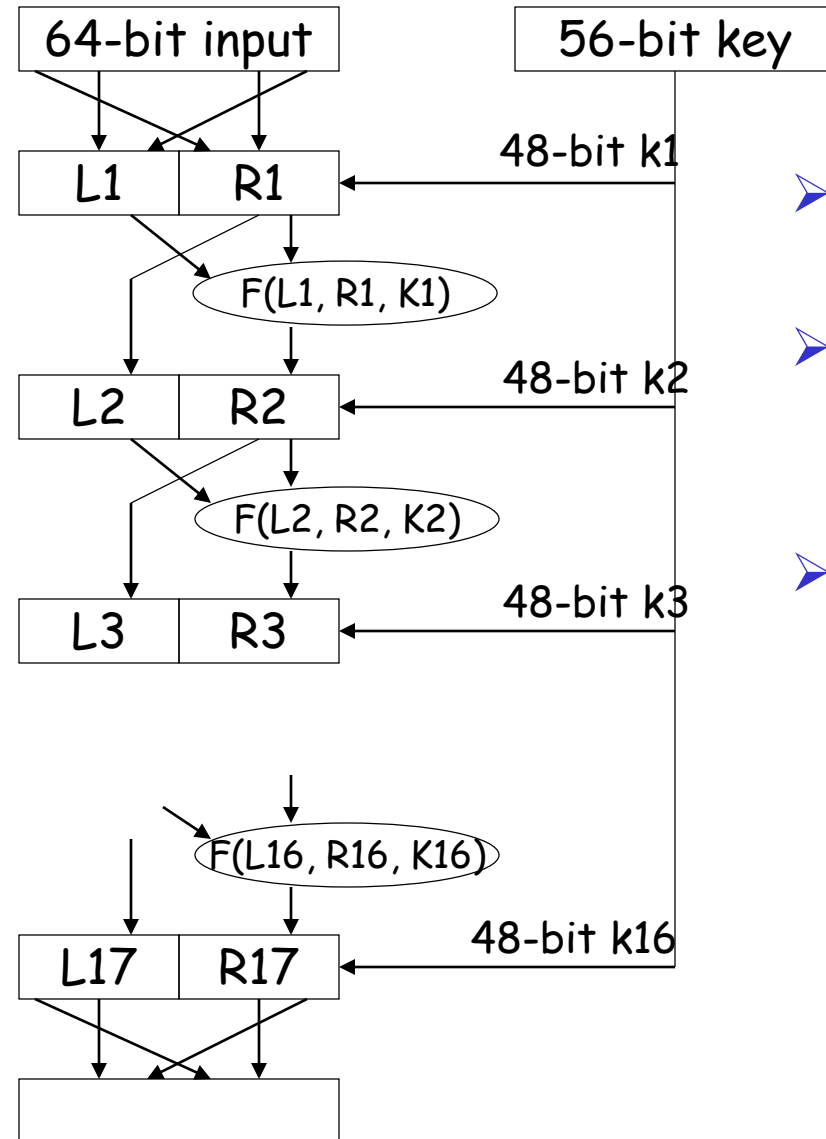 64-bit input
56-bit key
48-bit k1
L1 R1
F(L1, R1, K1)
48-bit k2
L2 R2
F(L2, R2, K2)
48-bit k3
L3 R3
F(L16, R16, K16)
48-bit k16
L17 R17